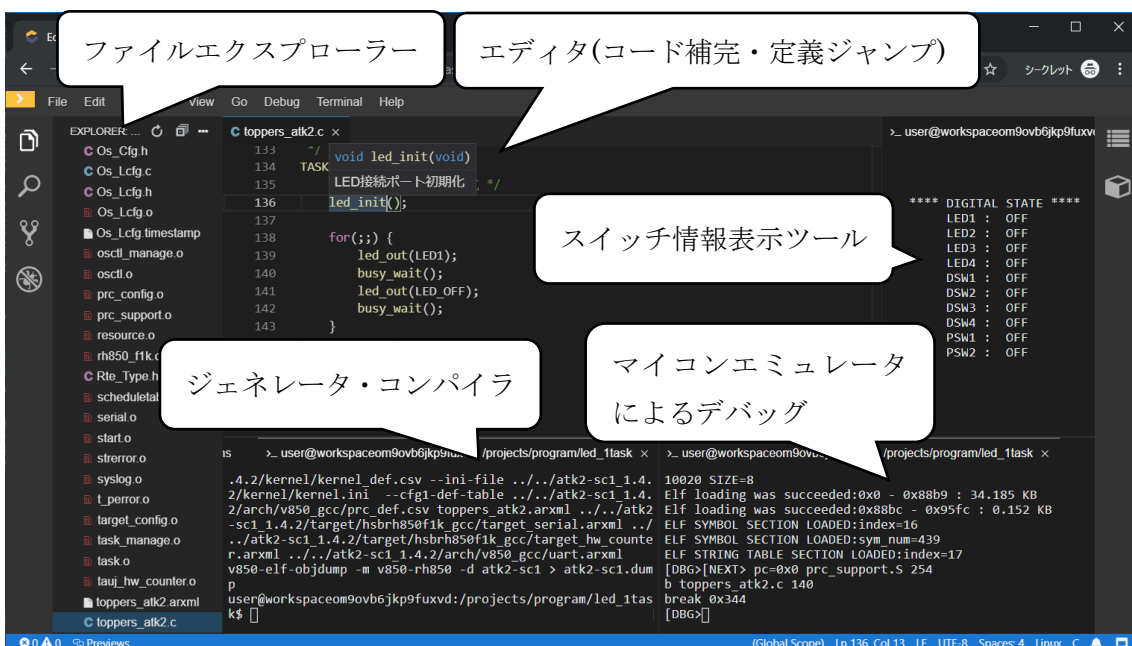 ファイルエクスプローラー
エディタ(コード補完・定義ジャンプ)
シークレット
File Edit View Go Debug Terminal Help
EXPLORER: ...
C Os_Cfg.h
C Os_Lcfg.c
C Os_Lcfg.h
Os_Lcfg.o
Os_Lcfg.timestamp
osctl_manage.o
osctl.o
prc_config.o
prc_support.o
resource.o
rh850_f1k.
C Rte_Type.h
scheduletab
serial.o
start.o
strerror.o
syslog.o
t_perror.o
target_config.o
task_manage.o
task.o
tauj_hw_counter.o
toppers_atk2.arxml
C toppers_atk2.c
C toppers_atk2.c ×
133 */
134 TASK
135 */
136 led_init();
137
138 for(;;) {
139 led_out(LED1);
140 busy_wait();
141 led_out(LED_OFF);
142 busy_wait();
143 }
void led_init(void)
LED接続ポート初期化
>_ user@workspaceom9ovb6jkp9fuxv
**** DIGITAL STATE ****
LED1 : OFF
LED2 : OFF
LED3 : OFF
LED4 : OFF
DSW1 : OFF
DSW2 : OFF
DSW3 : OFF
DSW4 : OFF
PSW1 : OFF
PSW2 : OFF
スイッチ情報表示ツール
ジェネレータ・コンパイラ
マイコンエミュレータ
によるデバッグ
>_ user@workspaceom9ovb6jkp9fux /projects/program/led_1task ×
.4.2/kernel/kernel_def.csv --ini-file ../../atk2-sc1_1.4.
2/kernel/kernel.ini --cfg1-def-table ../../atk2-sc1_1.4.
2/arch/v850_gcc/prc_def.csv toppers_atk2.arxml ../../atk2
-sc1_1.4.2/target/hsbrh850f1k_gcc/target_serial.arxml ../
../atk2-sc1_1.4.2/target/hsbrh850f1k_gcc/target_hw_counte
r.arxml ../../atk2-sc1_1.4.2/arch/v850_gcc/uart.arxml
v850-elf-objdump -m v850-rh850 -d atk2-sc1 > atk2-sc1.dum
p
user@workspaceom9ovb6jkp9fuxvd:/projects/program/led_1tas
k$
>_ user@workspaceom9ovb /projects/program/led_1task ×
10020 SIZE=8
Elf loading was succeeded:0x0 - 0x88b9 : 34.185 KB
Elf loading was succeeded:0x88bc - 0x95fc : 0.152 KB
ELF SYMBOL SECTION LOADED:index=16
ELF SYMBOL SECTION LOADED:sym_num=439
ELF STRING TABLE SECTION LOADED:index=17
[DBG>[NEXT> pc=0x0 prc_support.S 254
b toppers_atk2.c 140
break 0x344
[DBG>
0 0 Previews
(Global Scope) Ln 136, Col 13 LF UTF-8 Spaces: 4 Linux C